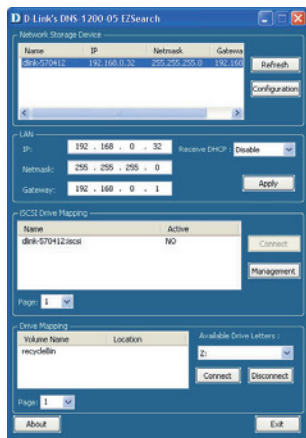 D-Link's DNS-1200-05 EZSearch
Network Storage Device
Name IP Netmask Gatewa
dlink-570412 192.168.0.32 255.255.255.0 192.168
Refresh
Configuration
LAN
IP: 192 . 168 . 0 . 32 Receive DHCP : Disable
Netmask: 255 . 255 . 255 . 0
Gateway: 192 . 168 . 0 . 1
Apply
iSCSI Drive Mapping
Name Active
dlink-570412:iscsi NO
Connect
Management
Page: 1
Drive Mapping
Volume Name Location
Available Drive Letters :
recycleBin
Z:
Connect Disconnect
Page: 1
About Exit